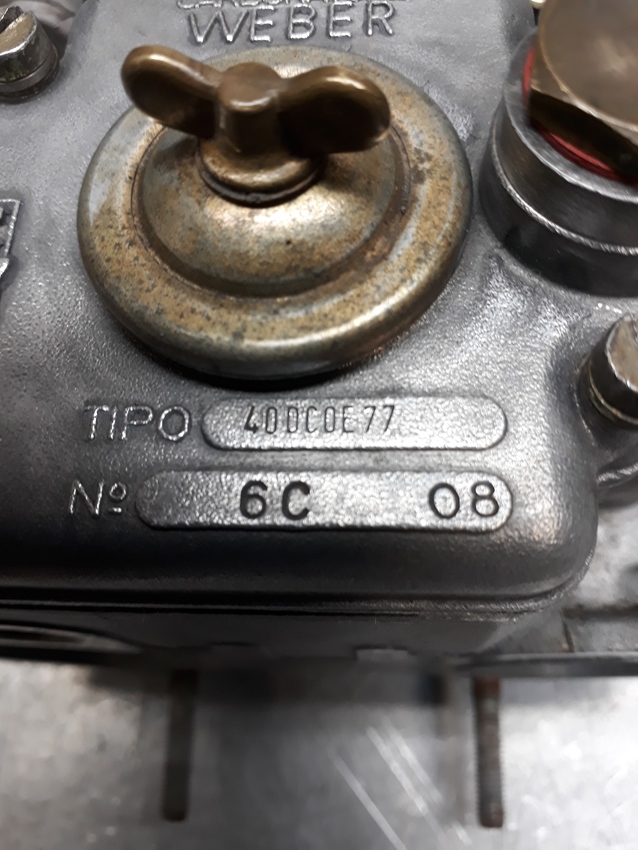 WEBER
TIPO 40DCOE77
Nº 6C 08